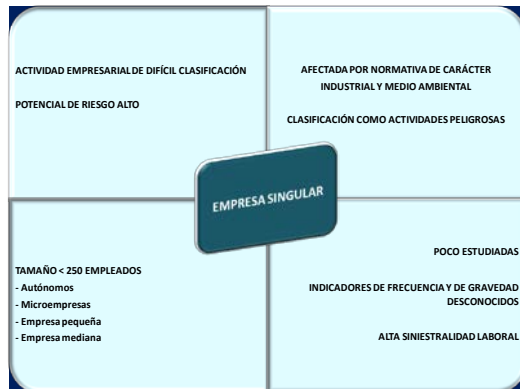 ACTIVIDAD EMPRESARIAL DE DIFÍCIL CLASIFICACIÓN
POTENCIAL DE RIESGO ALTO
AFECTADA POR NORMATIVA DE CARÁCTER
INDUSTRIAL Y MEDIO AMBIENTAL
CLASIFICACIÓN COMO ACTIVIDADES PELIGROSAS
EMPRESA SINGULAR
TAMAÑO < 250 EMPLEADOS
- Autónomos
- Microempresas
- Empresa pequeña
- Empresa mediana
POCO ESTUDIADAS
INDICADORES DE FRECUENCIA Y DE GRAVEDAD
DESCONOCIDOS
ALTA SINIESTRALIDAD LABORAL